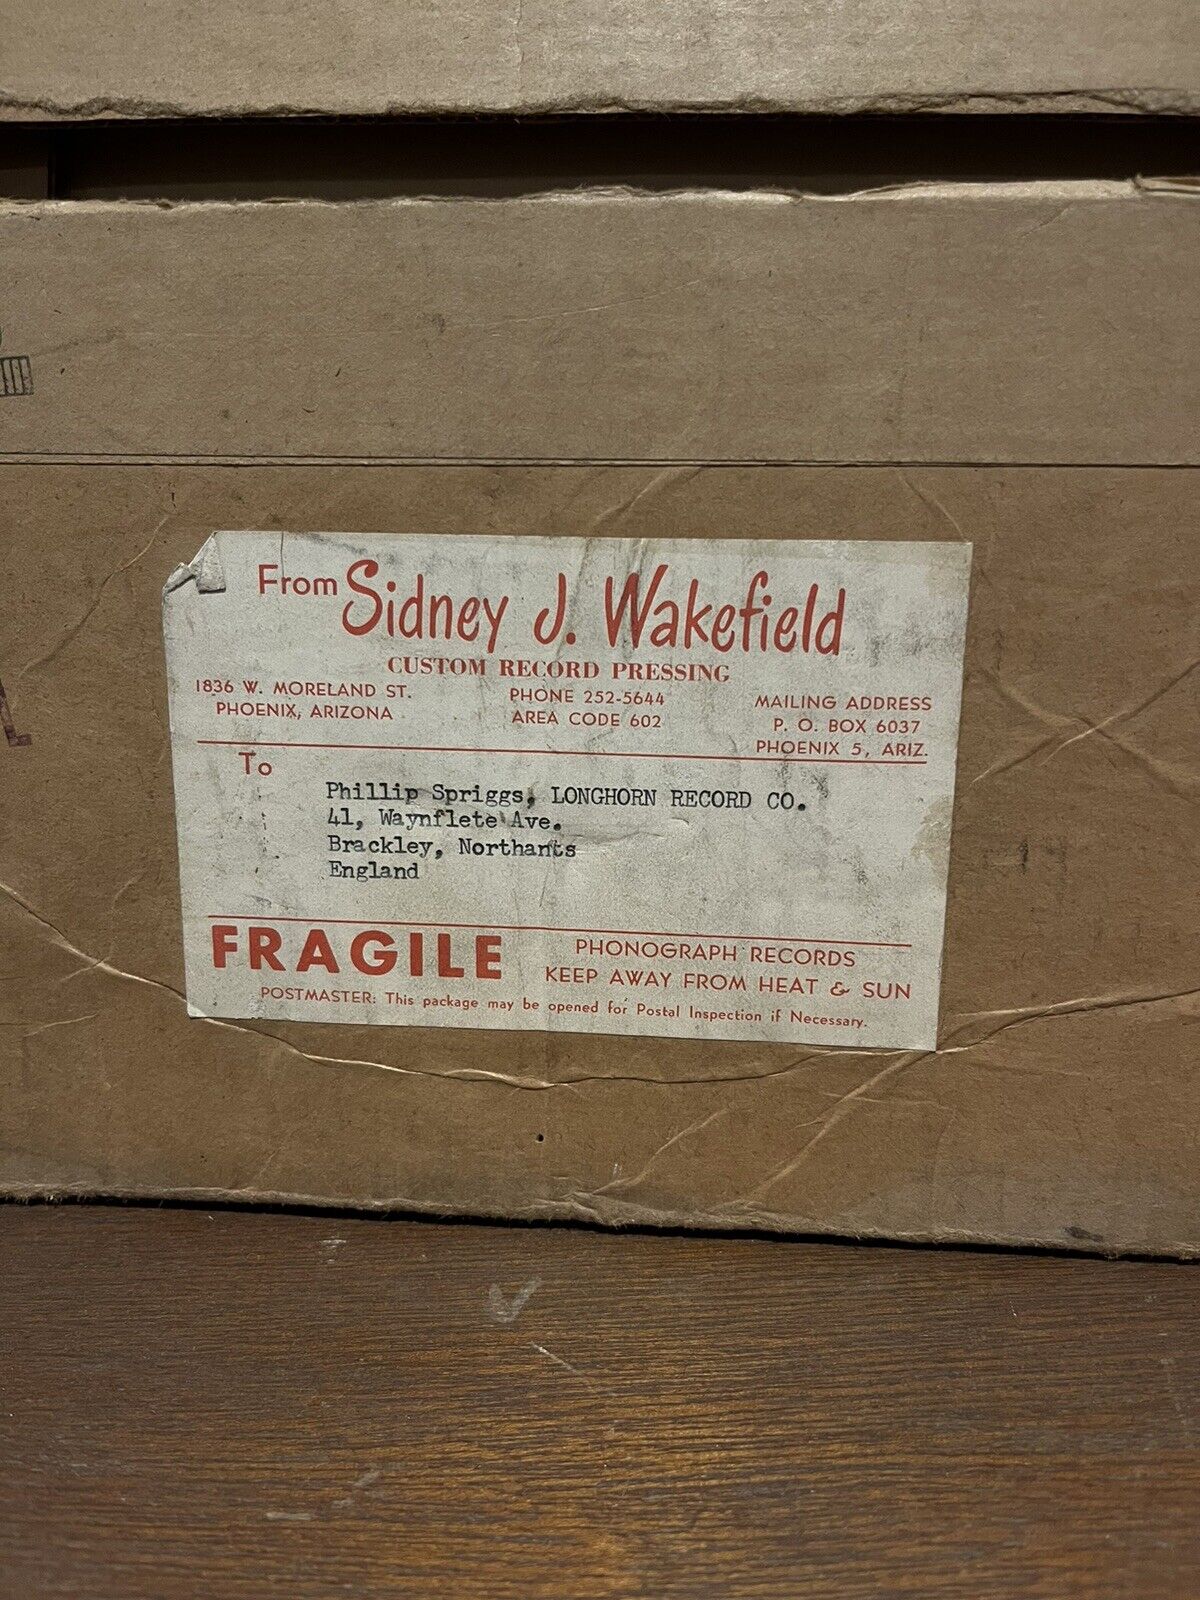 From Sidney J. Wakefield
CUSTOM RECORD PRESSING
1836 W. MORELAND ST.
PHOENIX, ARIZONA
PHONE 252-5644
AREA CODE 602
MAILING ADDRESS
P. O. BOX 6037
PHOENIX 5, ARIZ.
To
Phillip Spriggs, LONGHORN RECORD CO.
41, Waynflete Ave.
Brackley, Northants
England
FRAGILE
PHONOGRAPH RECORDS
KEEP AWAY FROM HEAT & SUN
POSTMASTER: This package may be opened for Postal Inspection if Necessary.